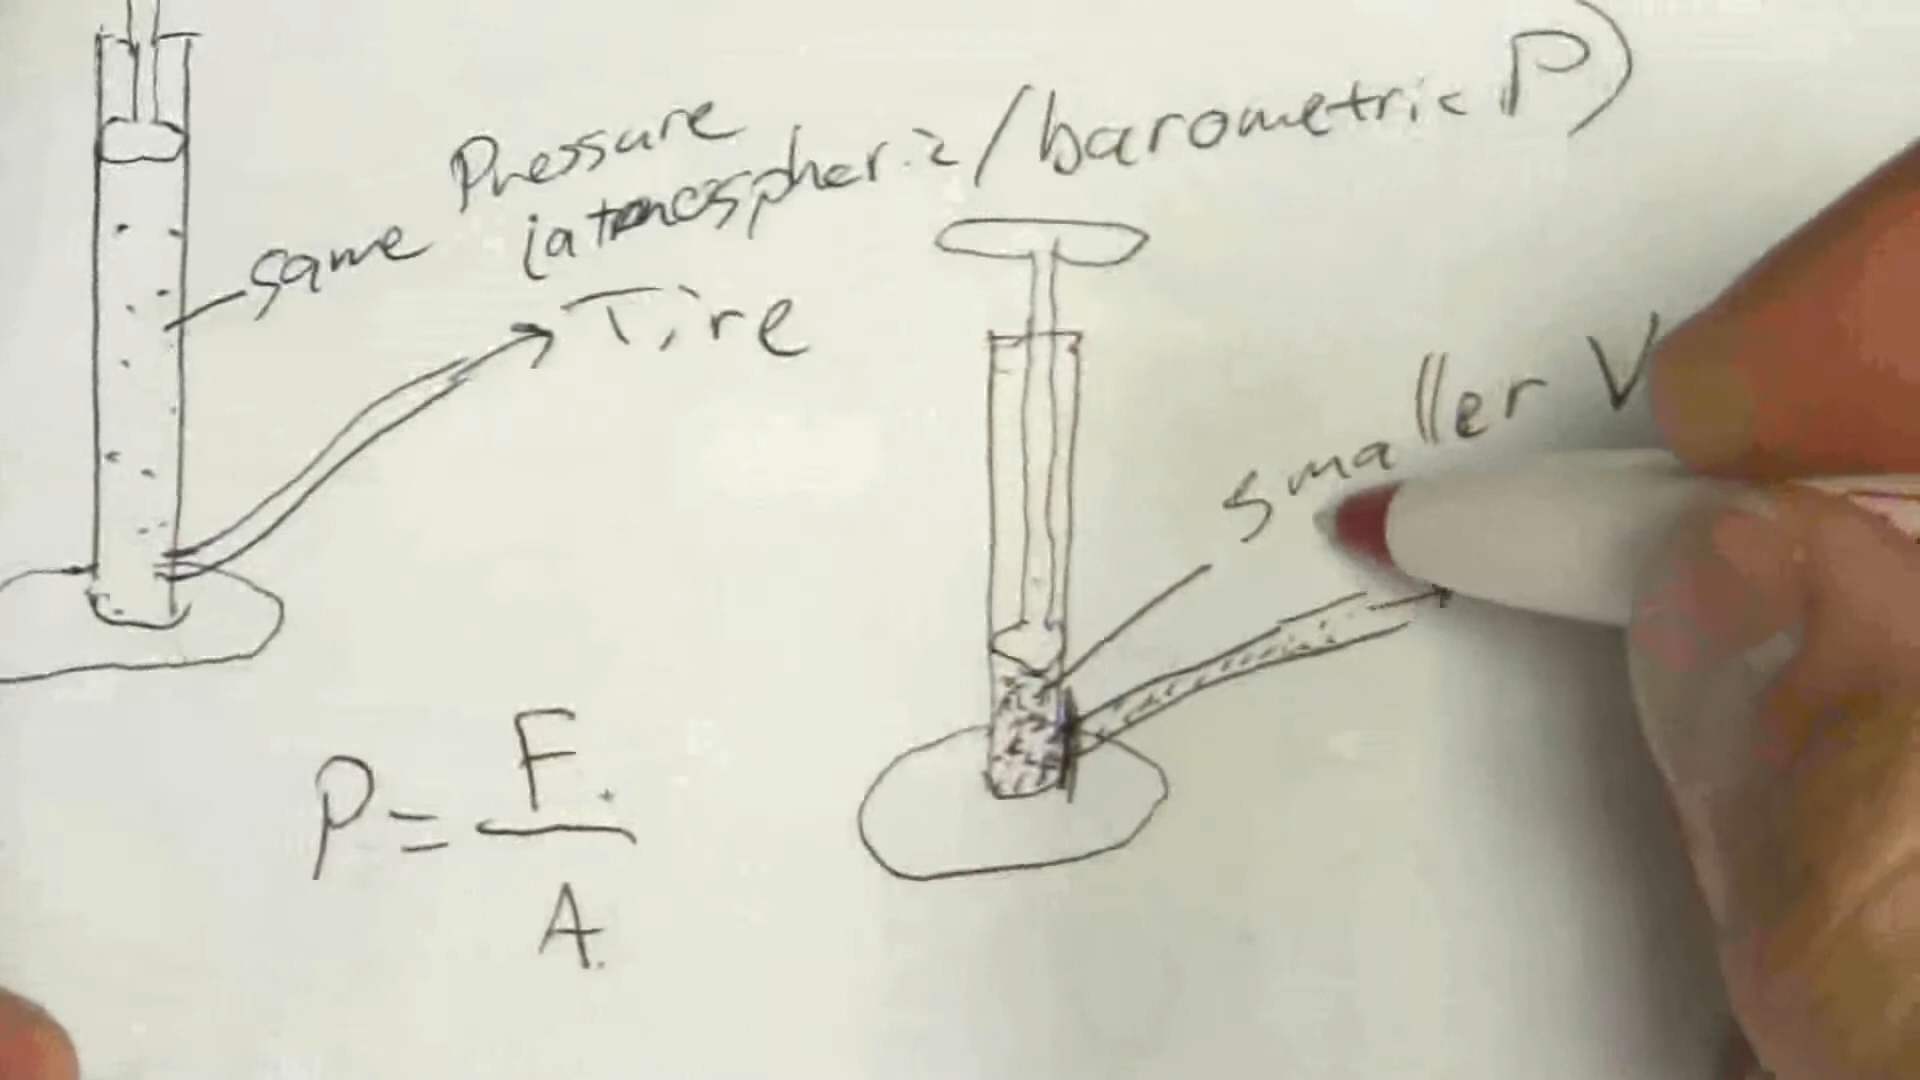 same Pressure
(atmospheric/barometric P)
Tire
smaller V
P = F
A